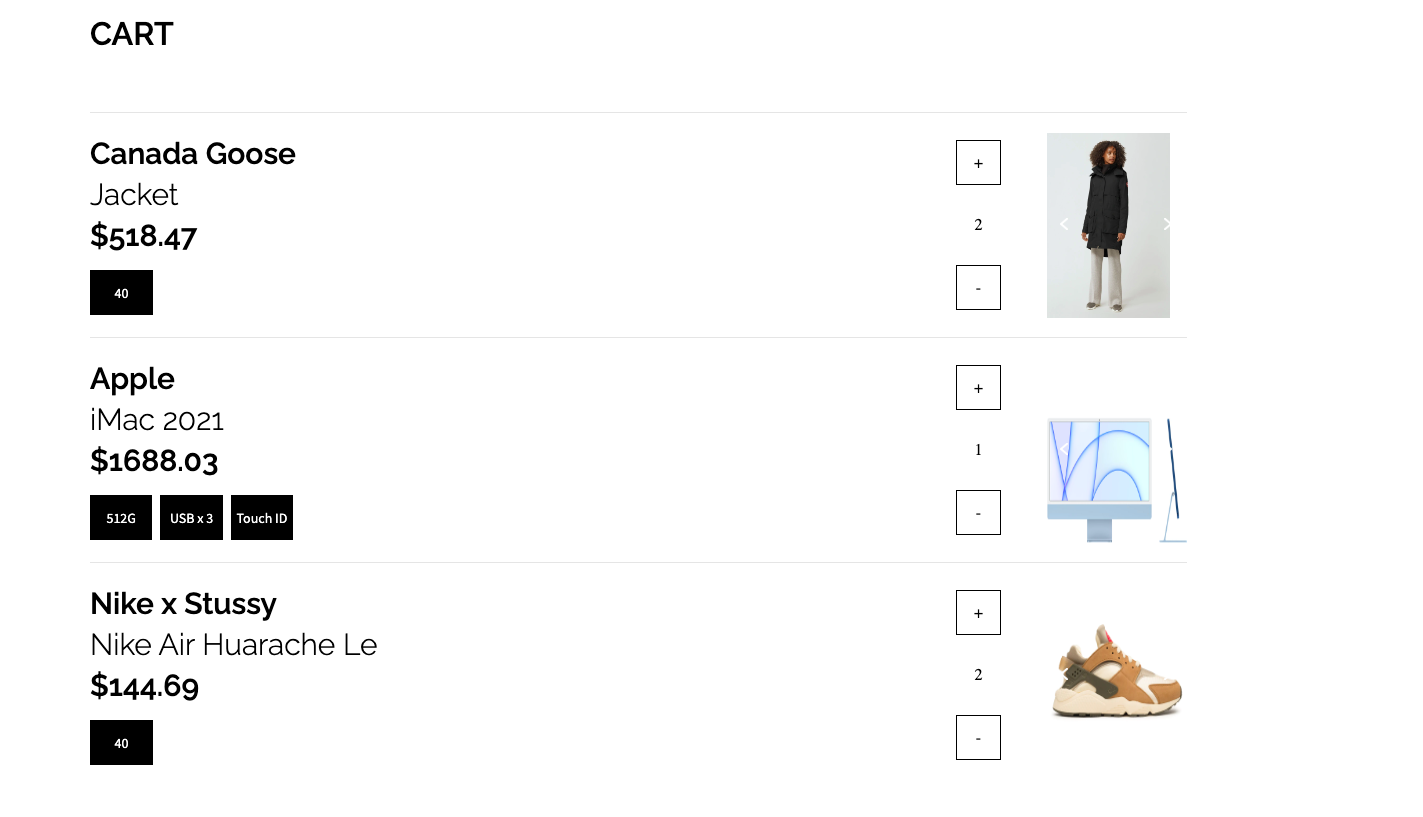 CART
Canada Goose
Jacket
$518.47
40
+
2
-
Apple
iMac 2021
$1688.03
512G USB x 3 Touch ID
+
1
-
Nike x Stussy
Nike Air Huarache Le
$144.69
40
+
2
-